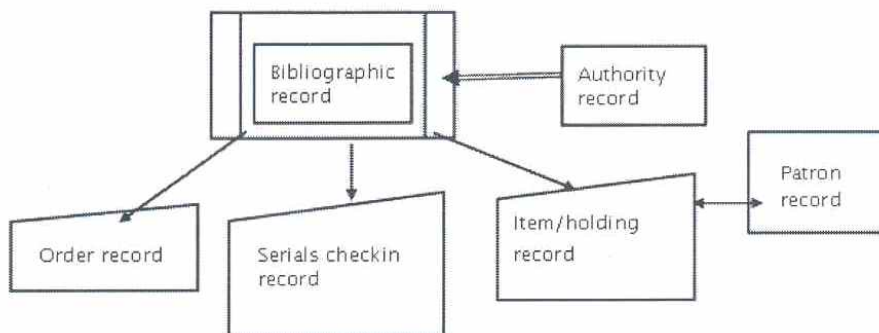 Bibliographic
record
Authority
record
Patron
record
Order record
Serials checkin
record
Item/holding
record